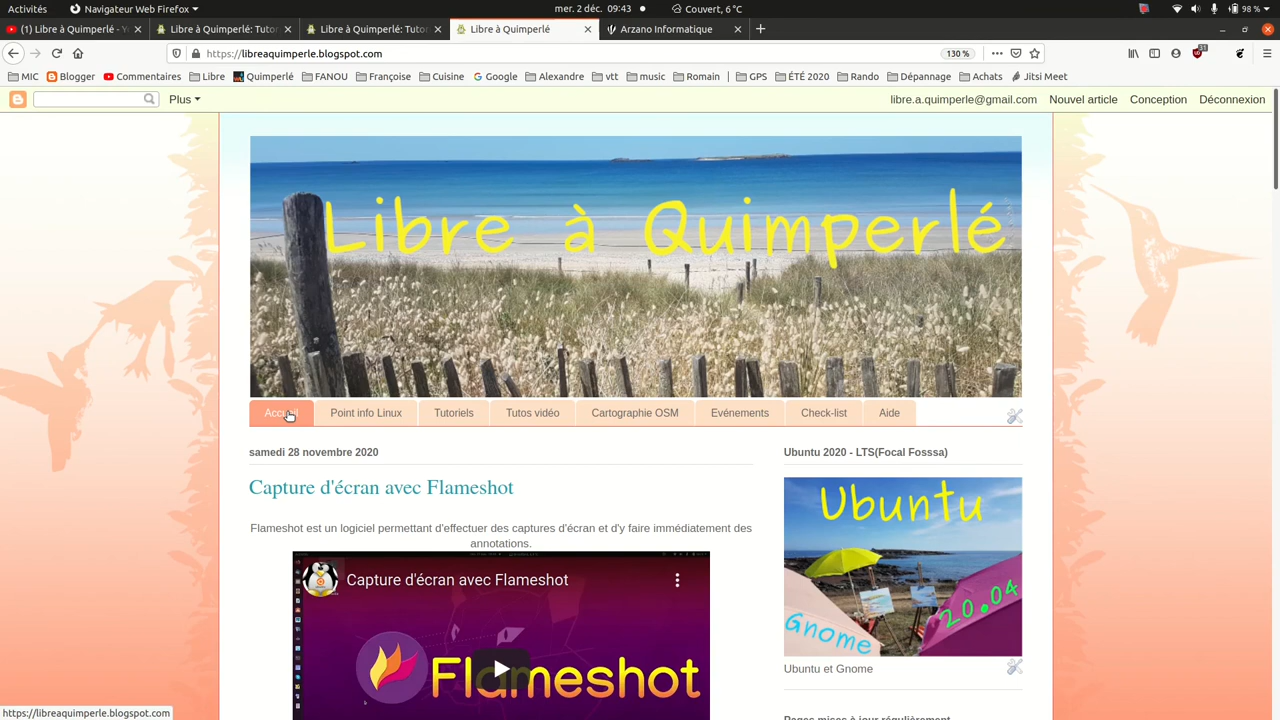 Activités Navigateur Web Firefox mer. 2 déc. 09:43 Couvert, 6 °C 98 %
(1) Libre à Quimperlé - Y Libre à Quimperlé: Tutor Libre à Quimperlé: Tutor Libre à Quimperlé Arzano Informatique
https://libreaquimperle.blogspot.com 130 %
MIC Blogger Commentaires Libre Quimperlé FANOU Françoise Cuisine Google Alexandre vtt music Romain GPS ÉTÉ 2020 Rando Dépannage Achats Jitsi Meet
Plus libre.a.quimperle@gmail.com Nouvel article Conception Déconnexion
Libre à Quimperlé
Accueil Point info Linux Tutoriels Tutos vidéo Cartographie OSM Evénements Check-list Aide
samedi 28 novembre 2020
Capture d'écran avec Flameshot
Flameshot est un logiciel permettant d'effectuer des captures d'écran et d'y faire immédiatement des
annotations.
Capture d'écran avec Flameshot
Flameshot
Ubuntu 2020 - LTS(Focal Fosssa)
Ubuntu
20.04
Gnome
Ubuntu et Gnome
Pages mises à jour régulièrement
https://libreaquimperle.blogspot.com